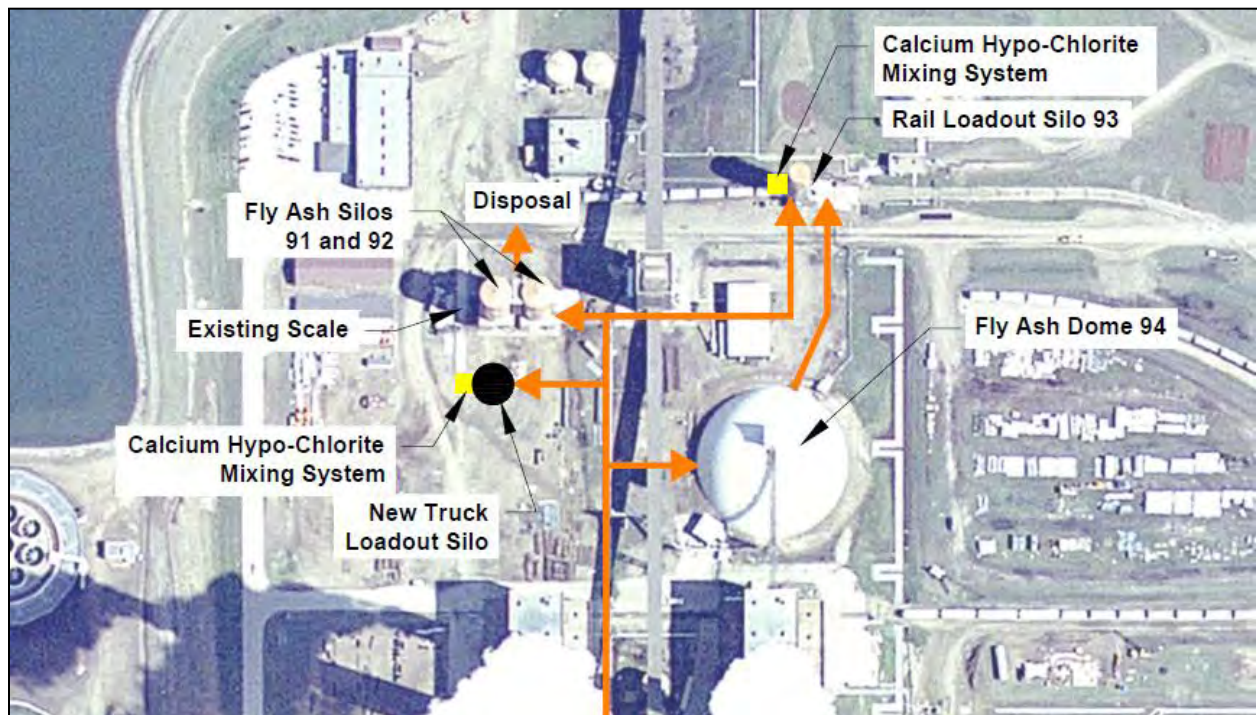 Calcium Hypo-Chlorite
Mixing System
Rail Loadout Silo 93
Disposal
Fly Ash Silos
91 and 92
Existing Scale
Fly Ash Dome 94
Calcium Hypo-Chlorite
Mixing System
New Truck
Loadout Silo